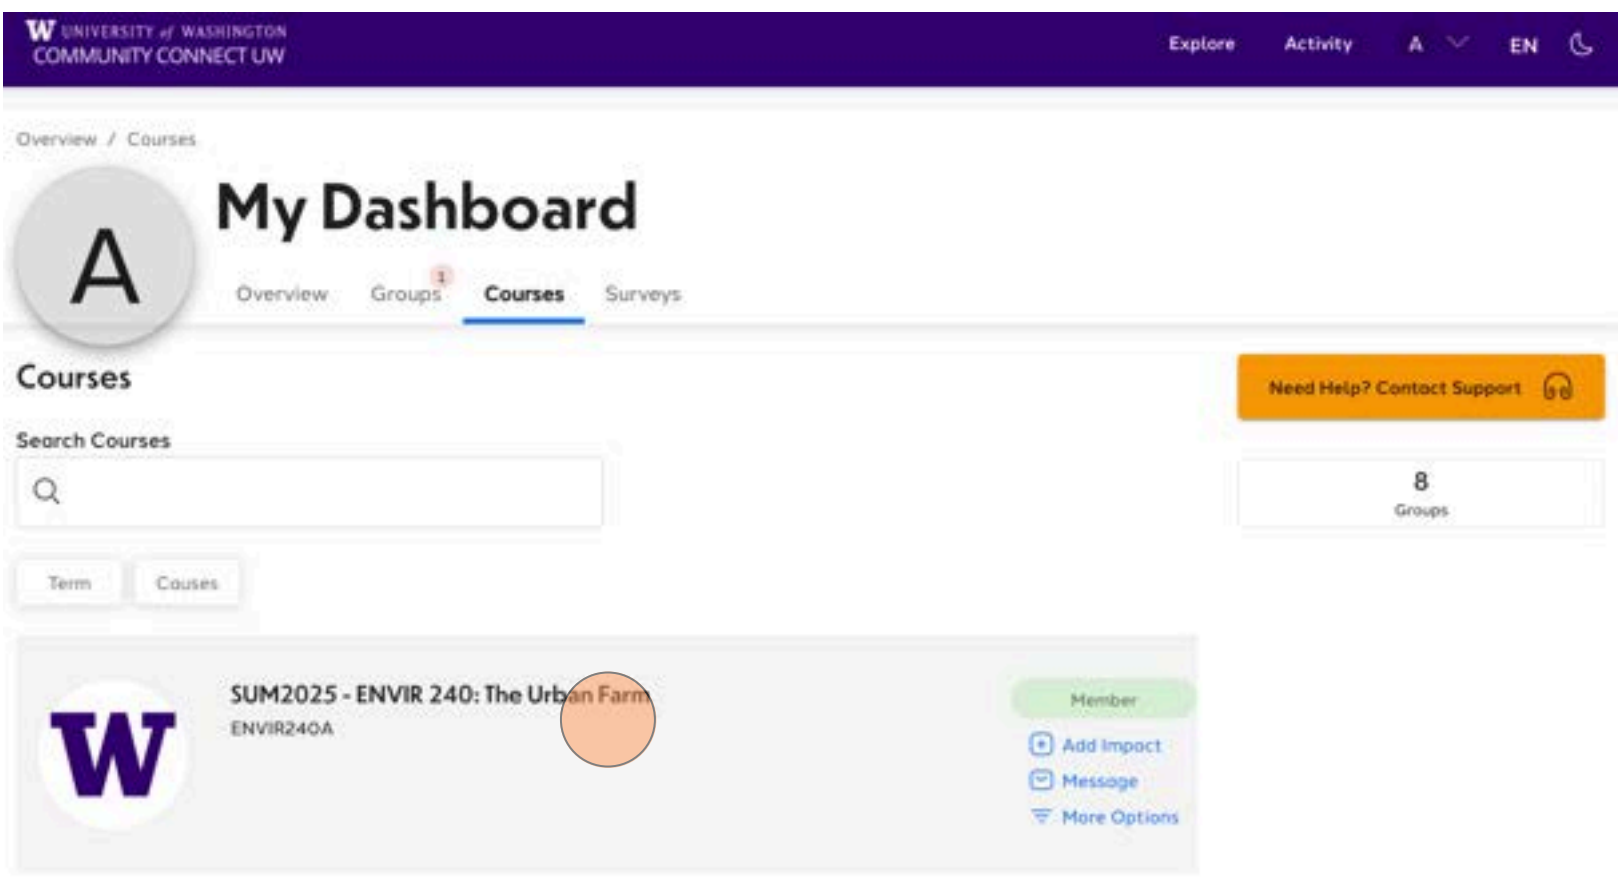 W UNIVERSITY of WASHINGTON
COMMUNITY CONNECT UW
Explore Activity A EN
Overview / Courses
A
My Dashboard
Overview Groups 1 Courses Surveys
Courses
Need Help? Contact Support
Search Courses
8
Groups
Term Causes
W
SUM2025 - ENVIR 240: The Urban Farm
ENVIR240A
Member
Add Impact
Message
More Options